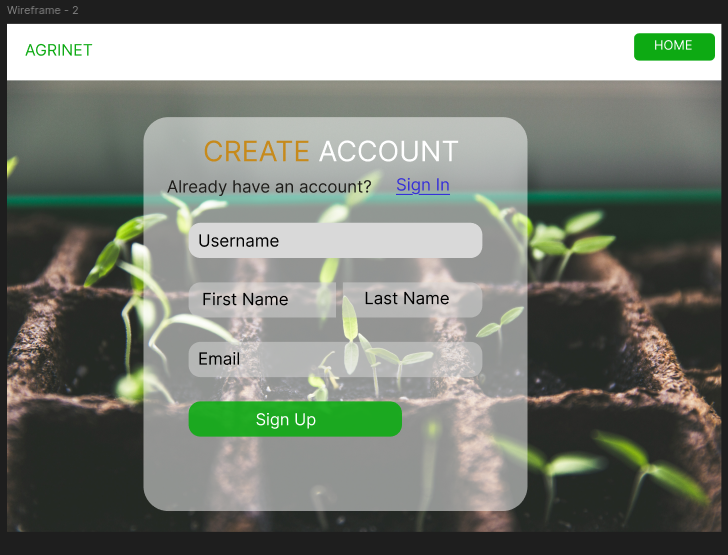 Wireframe - 2
AGRINET
HOME
CREATE ACCOUNT
Already have an account? Sign In
Username
First Name
Last Name
Email
Sign Up